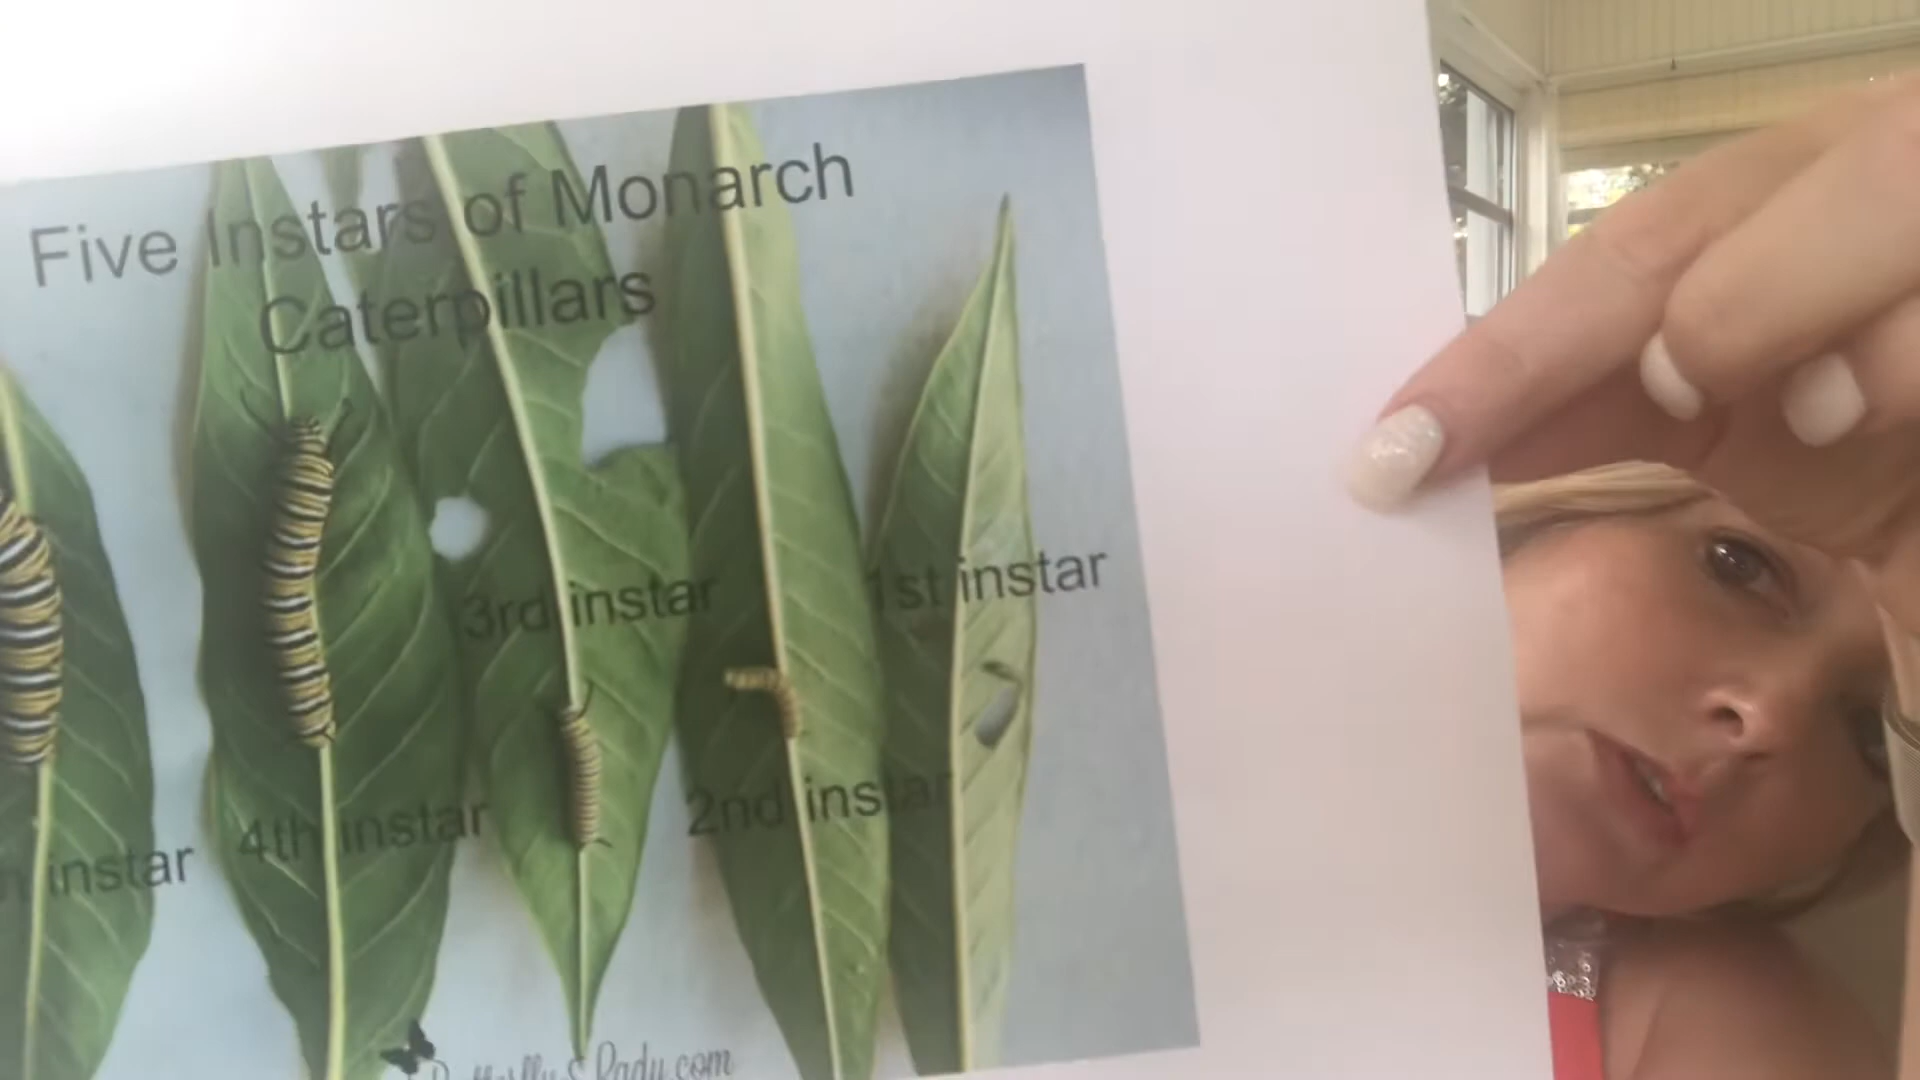 Five Instars of Monarch
Caterpillars
1st instar
3rd instar
2nd instar
4th instar
instar